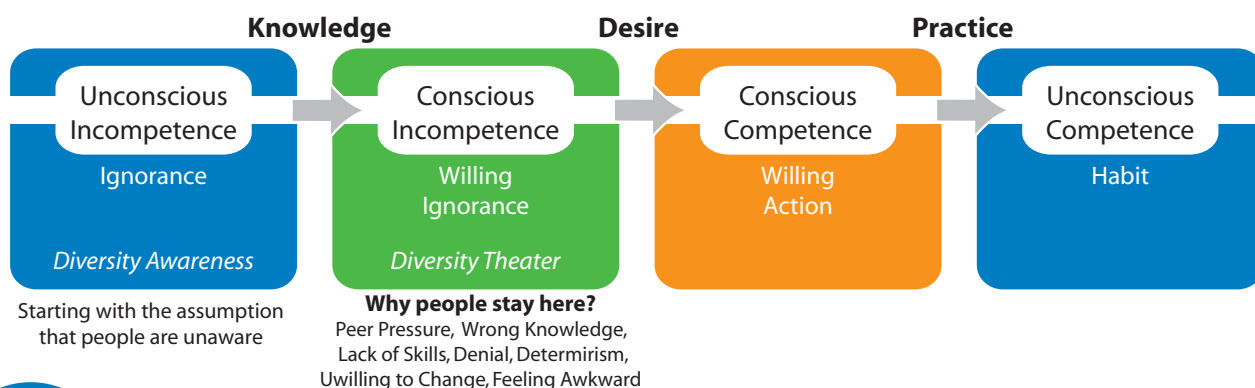 Knowledge
Desire
Practice
Unconscious
Incompetence
Ignorance
Diversity Awareness
Starting with the assumption
that people are unaware
Conscious
Incompetence
Willing
Ignorance
Diversity Theater
Why people stay here?
Peer Pressure, Wrong Knowledge,
Lack of Skills, Denial, Determirism,
Uwilling to Change, Feeling Awkward
Conscious
Competence
Willing
Action
Unconscious
Competence
Habit